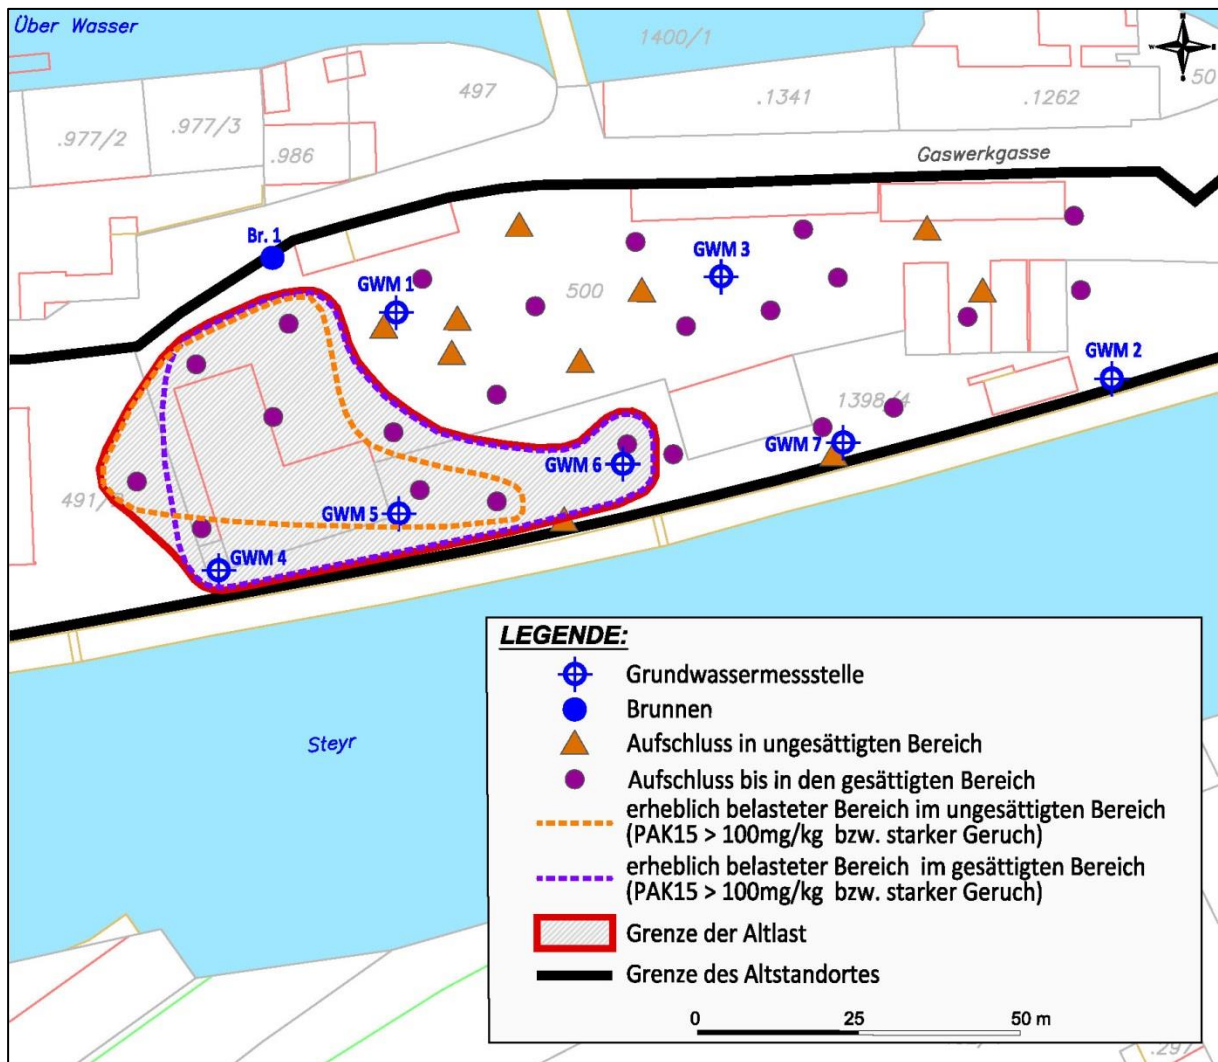 Über Wasser
1400/1
497
.1341
.1262
50
.977/2
.977/3
.986
Gaswerkgasse
Br. 1
GWM 3
GWM 1
500
GWM 2
1398/4
GWM 7
GWM 6
491/
GWM 5
GWM 4
Steyr
LEGENDE:
Grundwassermessstelle
Brunnen
Aufschluss in ungesättigten Bereich
Aufschluss bis in den gesättigten Bereich
erheblich belasteter Bereich im ungesättigten Bereich
(PAK15 > 100mg/kg bzw. starker Geruch)
erheblich belasteter Bereich im gesättigten Bereich
(PAK15 > 100mg/kg bzw. starker Geruch)
Grenze der Altlast
Grenze des Altstandortes
0 25 50 m
.297